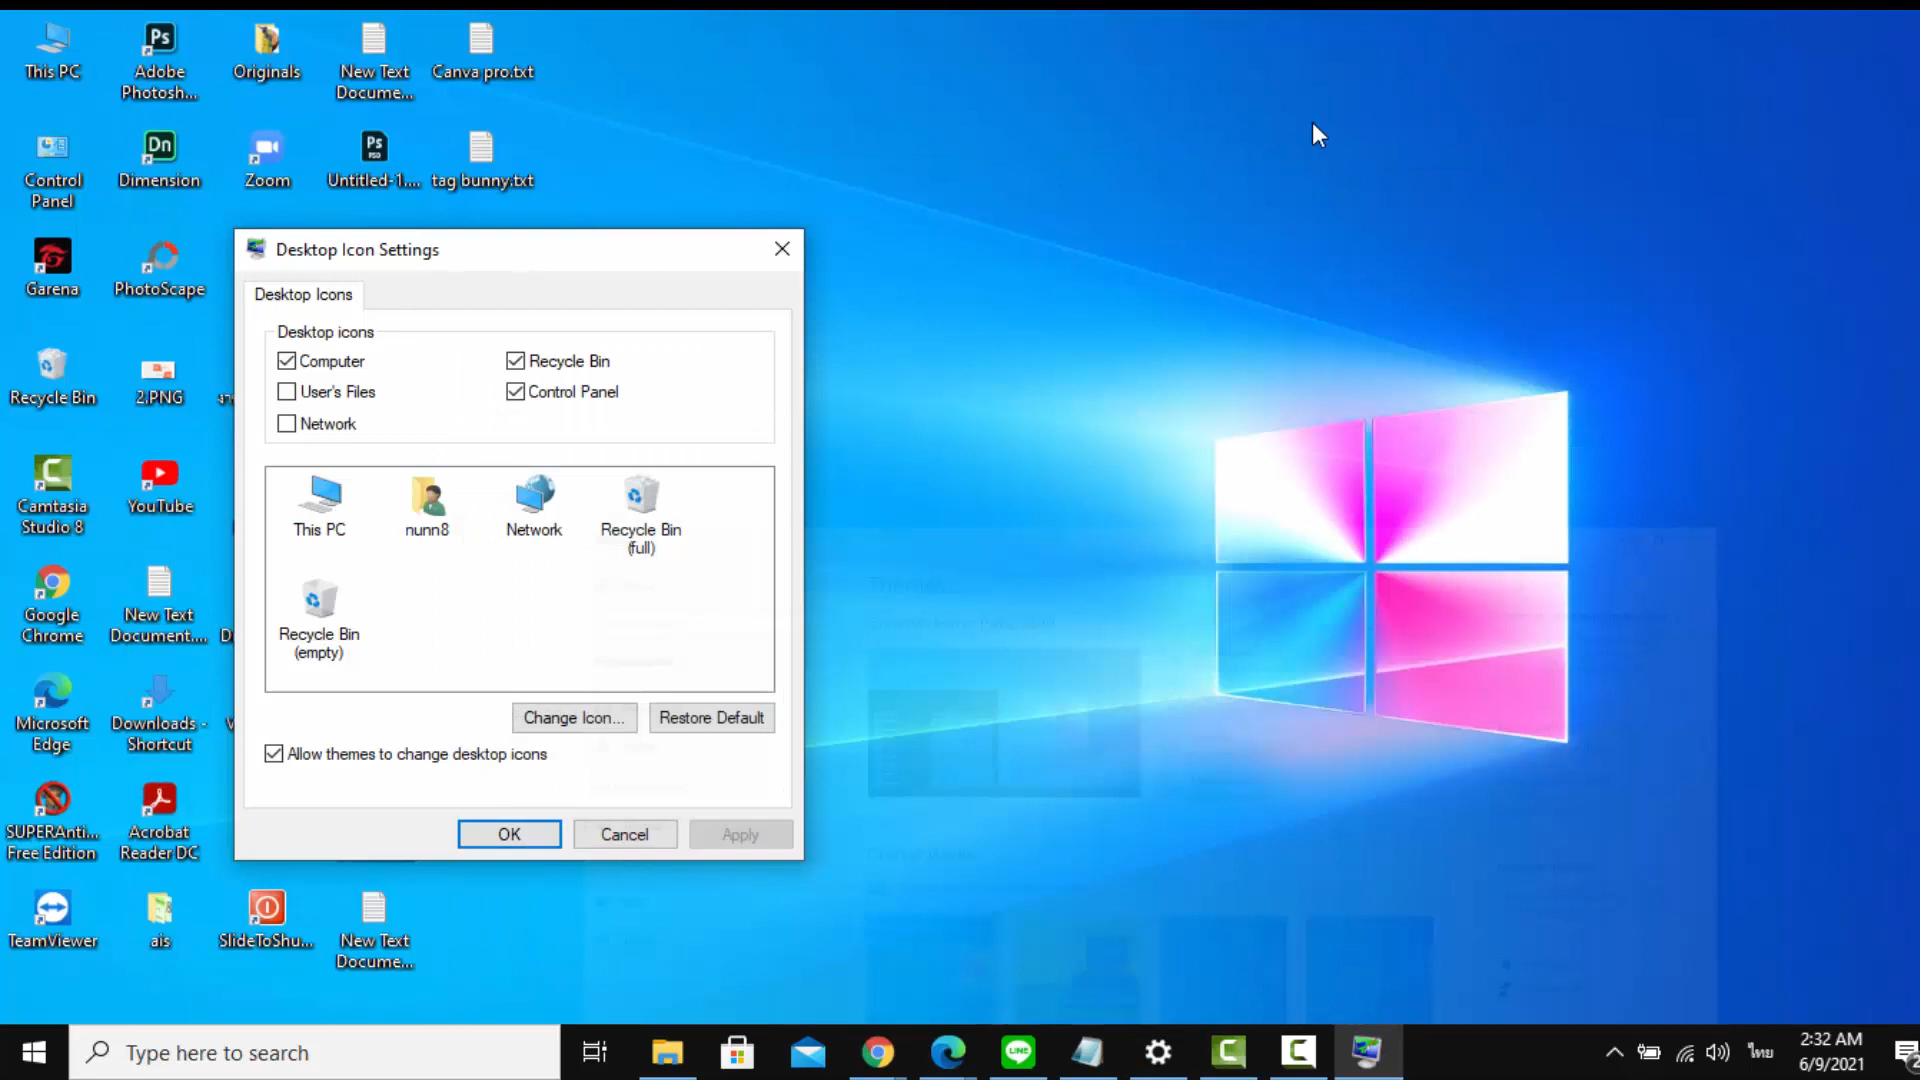 This PC
Adobe
Photosh...
Originals
New Text
Docume...
Canva pro.txt
Control
Panel
Dimension
Zoom
Untitled-1....
tag bunny.txt
Garena
PhotoScape
Recycle Bin
2.PNG
Camtasia
Studio 8
YouTube
Google
Chrome
New Text
Document....
Microsoft
Edge
Downloads -
Shortcut
SUPERAnti...
Free Edition
Acrobat
Reader DC
TeamViewer
ais
SlideToShu...
New Text
Docume...
Desktop Icon Settings
Desktop Icons
Desktop icons
Computer
Recycle Bin
User's Files
Control Panel
Network
This PC
nunn8
Network
Recycle Bin
(full)
Recycle Bin
(empty)
Change Icon...
Restore Default
Allow themes to change desktop icons
OK
Cancel
Apply
Type here to search
LINE
ไทย
2:32 AM
6/9/2021
2